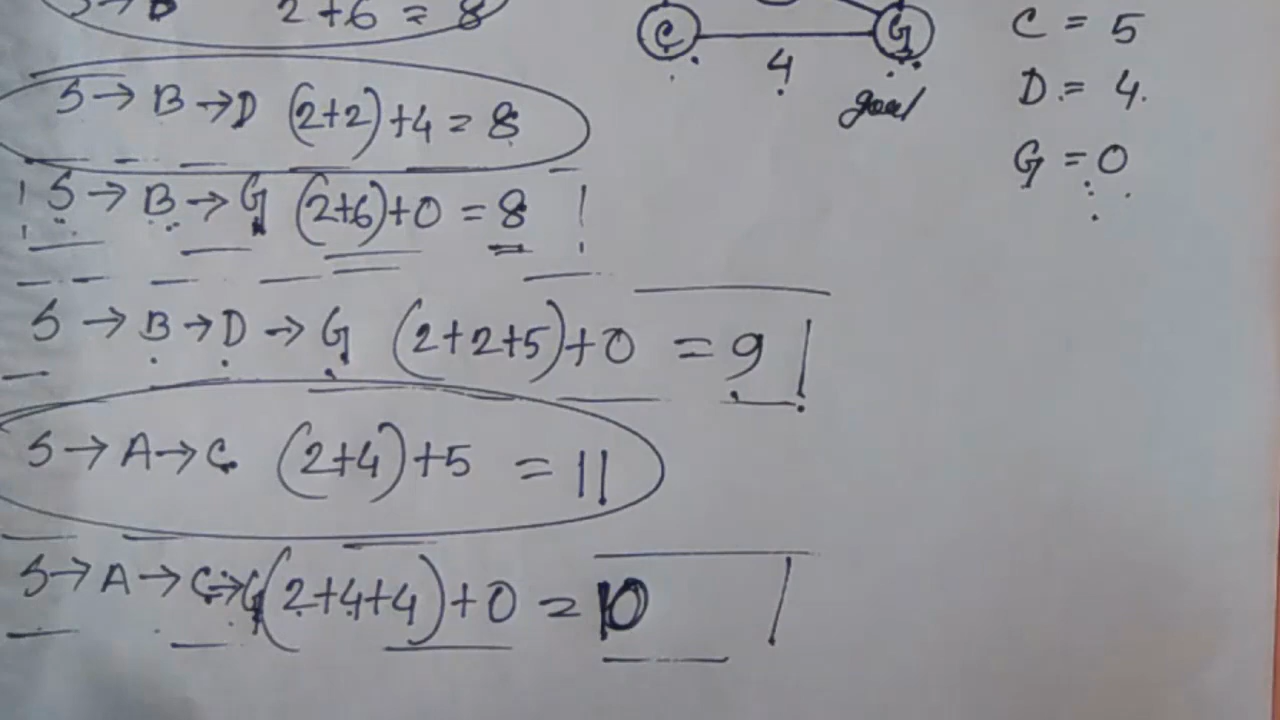 S → B 2+6 = 8
S → B → D (2+2)+4 = 8
S → B → G (2+6)+0 = 8
S → B → D → G (2+2+5)+0 = 9
S → A → C (2+4)+5 = 11
S → A → C → G (2+4+4)+0 = 10
C G
4
goal
C = 5
D = 4
G = 0